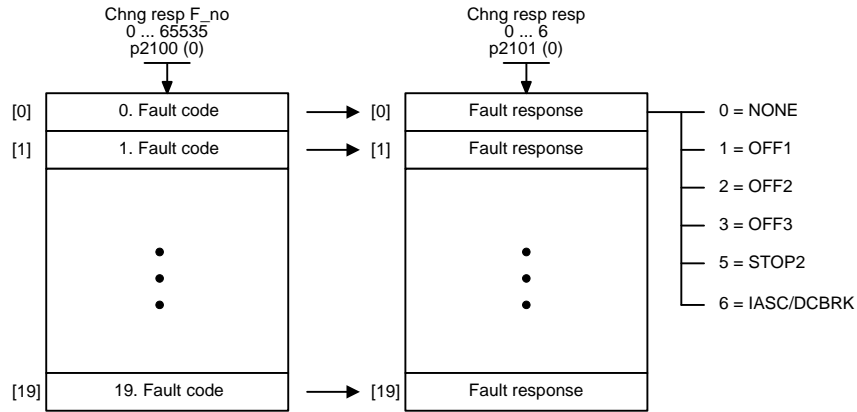 Chng resp F_no
0 ... 65535
p2100 (0)
Chng resp resp
0 ... 6
p2101 (0)
[0] 0. Fault code [0] Fault response 0 = NONE
[1] 1. Fault code [1] Fault response 1 = OFF1
2 = OFF2
3 = OFF3
5 = STOP2
6 = IASC/DCBRK
[19] 19. Fault code [19] Fault response